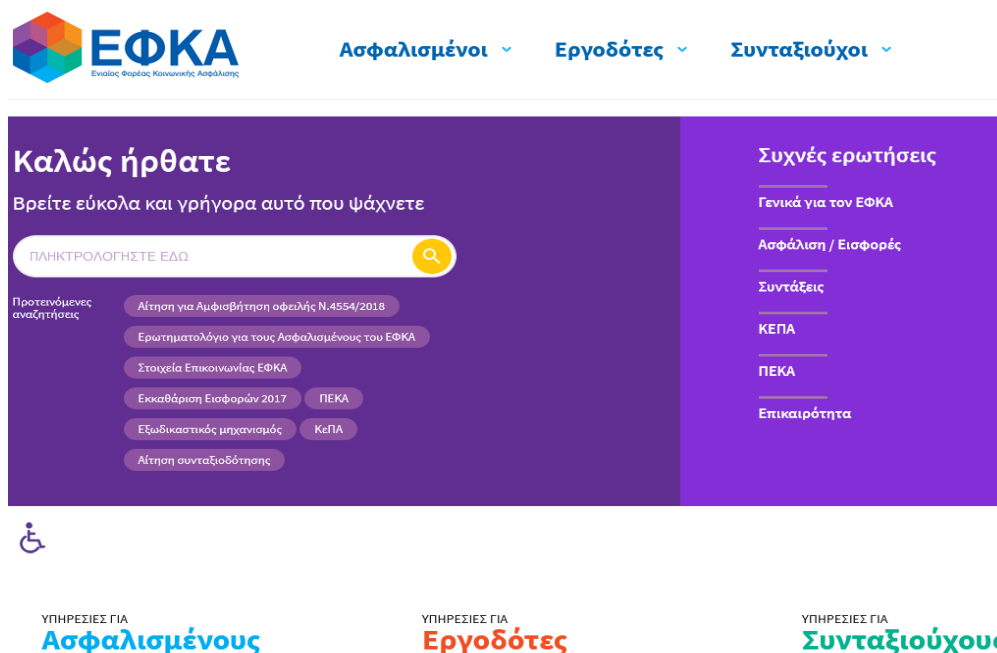 ΕΦΚΑ
Ενιαίος Φορέας Κοινωνικής Ασφάλισης
Ασφαλισμένοι
Εργοδότες
Συνταξιούχοι
Καλώς ήρθατε
Βρείτε εύκολα και γρήγορα αυτό που ψάχνετε
ΠΛΗΚΤΡΟΛΟΓΗΣΤΕ ΕΔΩ
Προτεινόμενες
αναζητήσεις
Αίτηση για Αμφισβήτηση οφειλής Ν.4554/2018
Ερωτηματολόγιο για τους Ασφαλισμένους του ΕΦΚΑ
Στοιχεία Επικοινωνίας ΕΦΚΑ
Εκκαθάριση Εισφορών 2017
ΠΕΚΑ
Εξωδικαστικός μηχανισμός
ΚεΠΑ
Αίτηση συνταξιοδότησης
Συχνές ερωτήσεις
Γενικά για τον ΕΦΚΑ
Ασφάλιση / Εισφορές
Συντάξεις
ΚΕΠΑ
ΠΕΚΑ
Επικαιρότητα
ΥΠΗΡΕΣΙΕΣ ΓΙΑ
Ασφαλισμένους
ΥΠΗΡΕΣΙΕΣ ΓΙΑ
Εργοδότες
ΥΠΗΡΕΣΙΕΣ ΓΙΑ
Συνταξιούχους